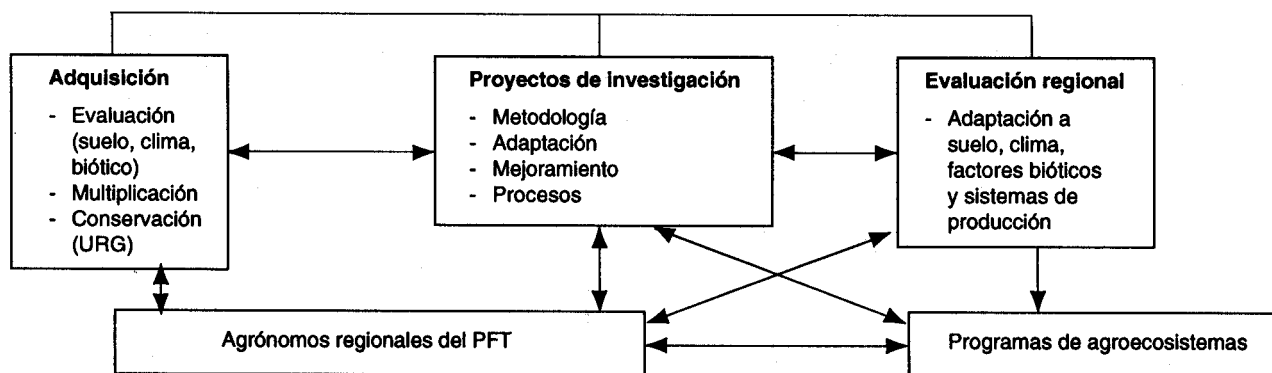 Adquisición
- Evaluación
(suelo, clima,
biótico)
- Multiplicación
- Conservación
(URG)
Proyectos de investigación
- Metodología
- Adaptación
- Mejoramiento
- Procesos
Evaluación regional
- Adaptación a
suelo, clima,
factores bióticos
y sistemas de
producción
Agrónomos regionales del PFT
Programas de agroecosistemas